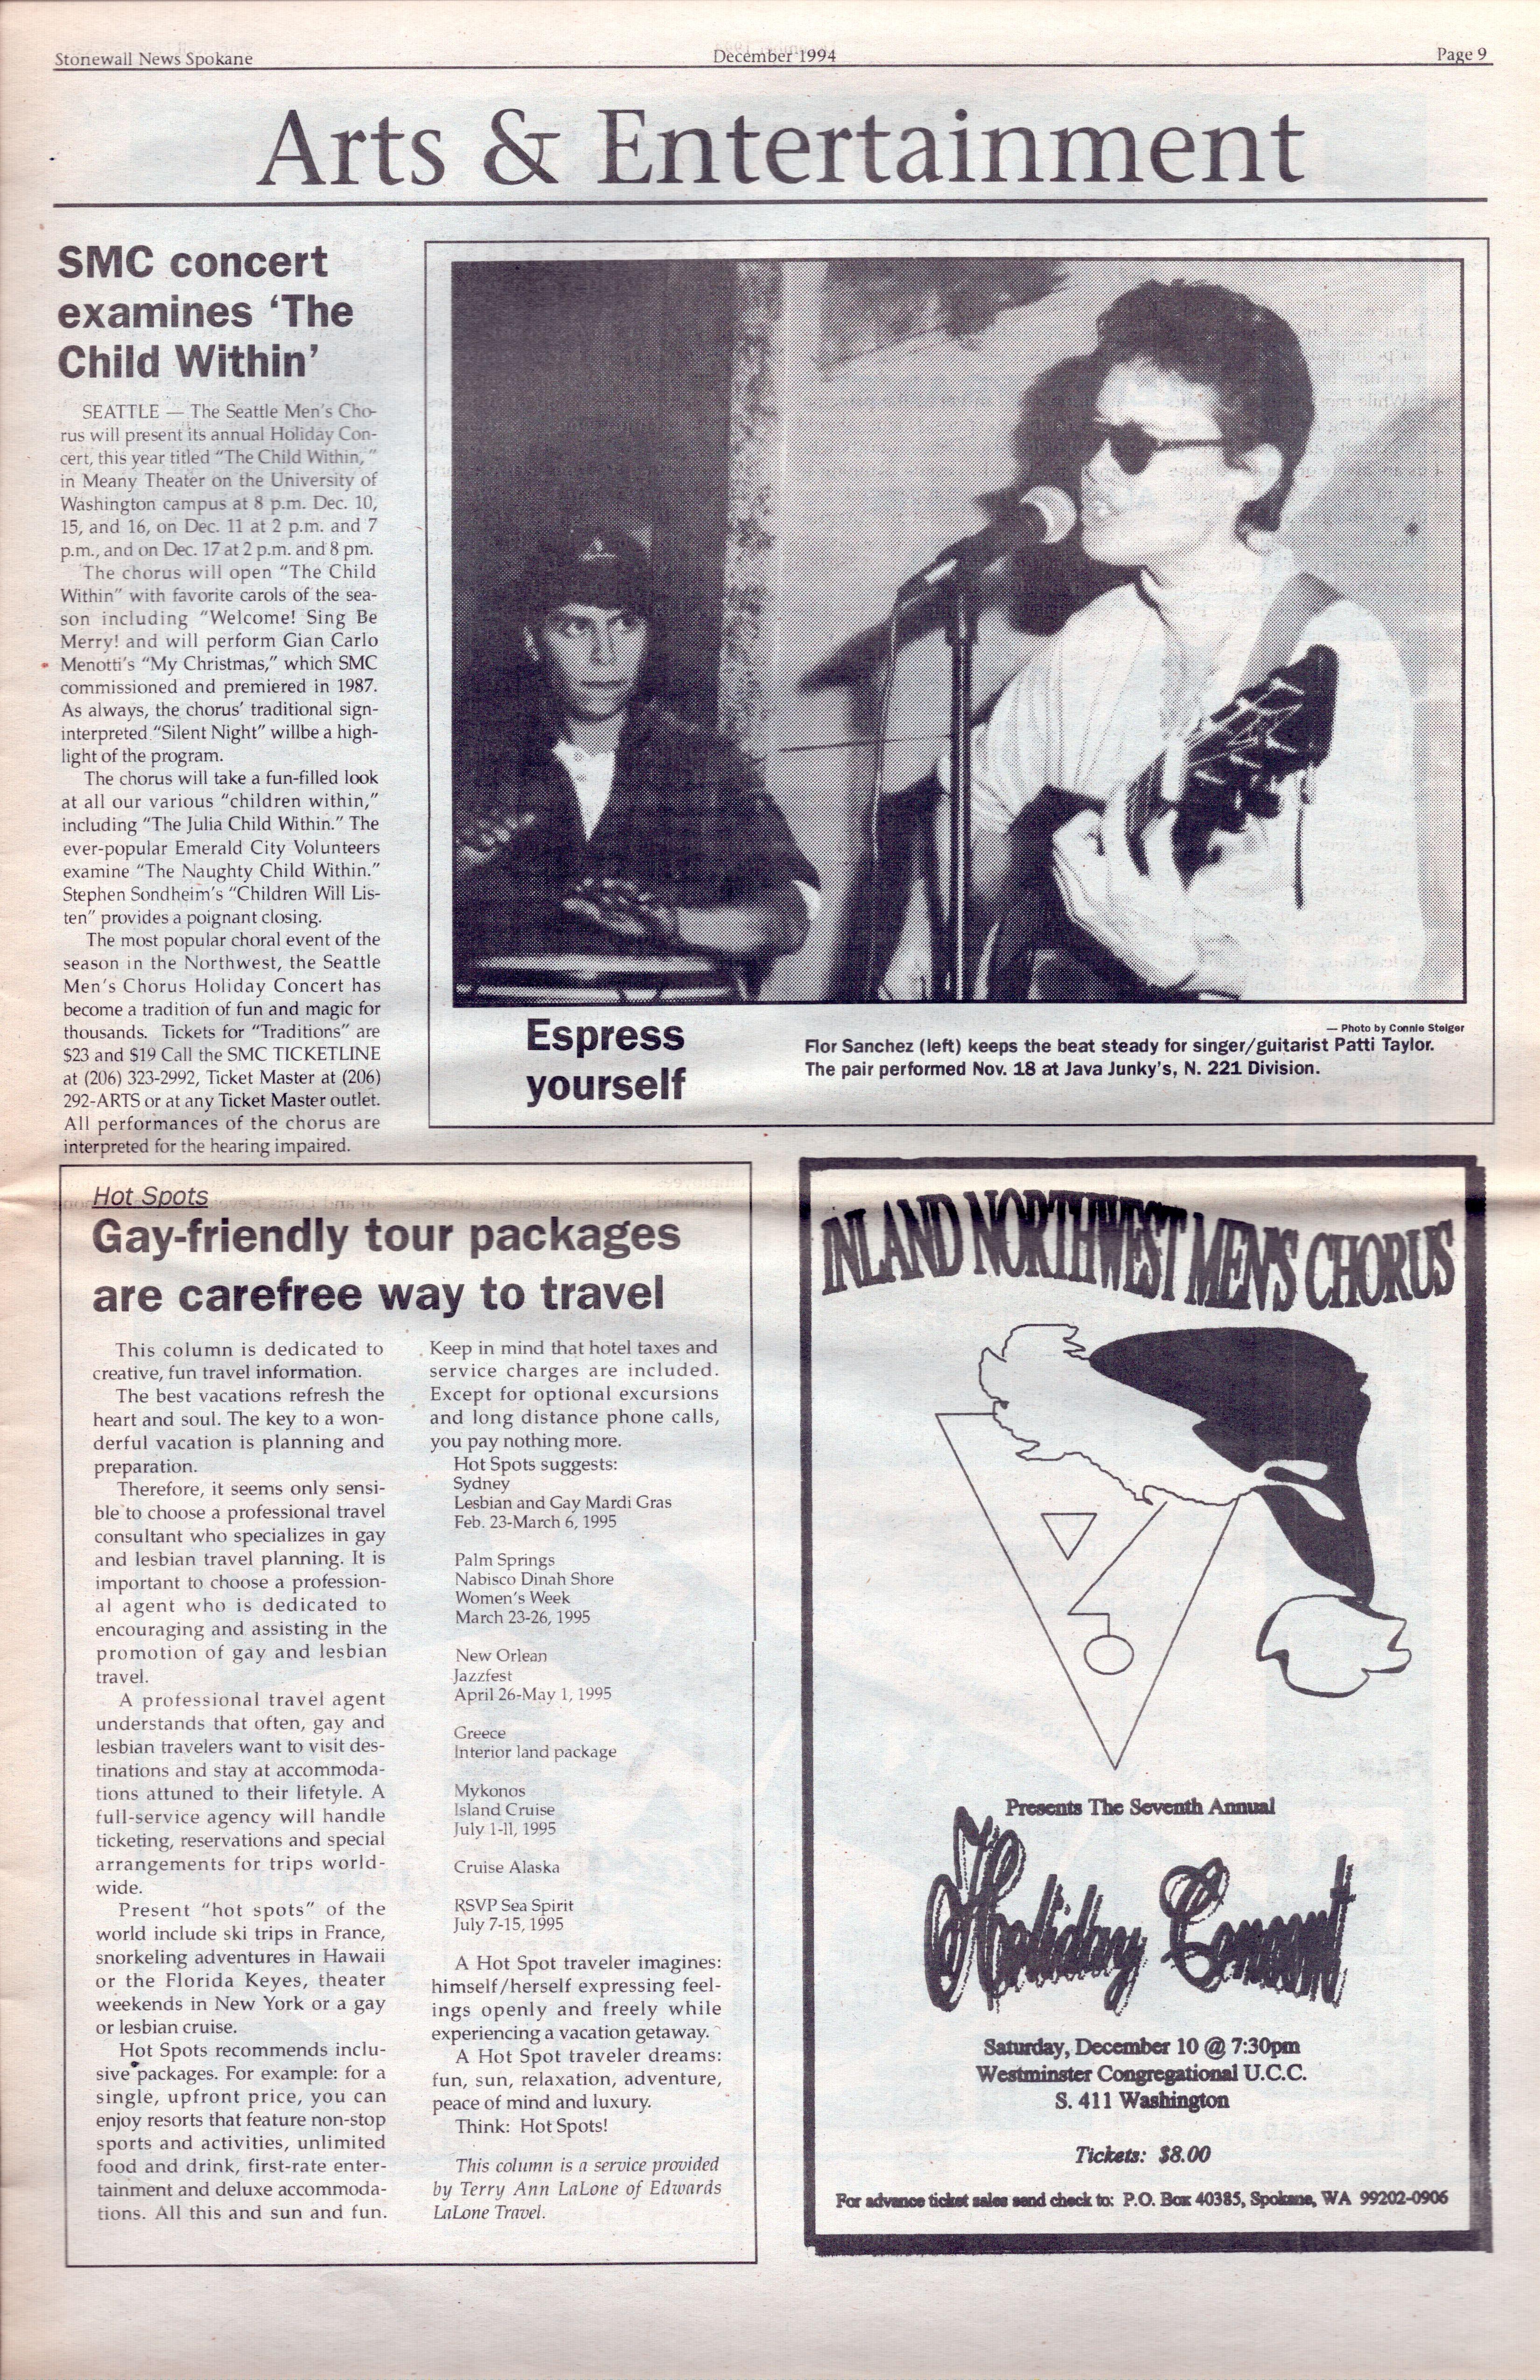 Stonewall News Spokane
December 1994
Page 9
Arts & Entertainment
SMC concert
examines ‘The
Child Within’
SEATTLE — The Seattle Men's Cho-
rus will present its annual Holiday Con-
cert, this year titled “The Child Within,”
in Meany Theater on the University of
Washington campus at 8 p.m. Dec. 10,
15, and 16, on Dec. 11 at 2 p.m. and 7
p.m., and on Dec. 17 at 2 p.m. and 8 pm.
The chorus will open “The Child
Within” with favorite carols of the sea-
son including “Welcome! Sing Be
Merry! and will perform Gian Carlo
Menotti's “My Christmas,” which SMC
commissioned and premiered in 1987.
As always, the chorus' traditional sign-
interpreted “Silent Night” willbe a high-
light of the program.
The chorus will take a fun-filled look
at all our various “children within,”
including “The Julia Child Within.” The
ever-popular Emerald City Volunteers
examine “The Naughty Child Within.”
Stephen Sondheim's “Children Will Lis-
ten” provides a poignant closing.
The most popular choral event of the
season in the Northwest, the Seattle
Men's Chorus Holiday Concert has
become a tradition of fun and magic for
thousands. Tickets for “Traditions” are
$23 and $19 Call the SMC TICKETLINE
at (206) 323-2992, Ticket Master at (206)
292-ARTS or at any Ticket Master outlet.
All performances of the chorus are
interpreted for the hearing impaired.
Espress
yourself
— Photo by Connie Steiger
Flor Sanchez (left) keeps the beat steady for singer/guitarist Patti Taylor.
The pair performed Nov. 18 at Java Junky's, N. 221 Division.
Hot Spots
Gay-friendly tour packages
are carefree way to travel
This column is dedicated to
creative, fun travel information.
The best vacations refresh the
heart and soul. The key to a won-
derful vacation is planning and
preparation.
Therefore, it seems only sensi-
ble to choose a professional travel
consultant who specializes in gay
and lesbian travel planning. It is
important to choose a profession-
al agent who is dedicated to
encouraging and assisting in the
promotion of gay and lesbian
travel.
A professional travel agent
understands that often, gay and
lesbian travelers want to visit des-
tinations and stay at accommoda-
tions attuned to their lifetyle. A
full-service agency will handle
ticketing, reservations and special
arrangements for trips world-
wide.
Present “hot spots” of the
world include ski trips in France,
snorkeling adventures in Hawaii
or the Florida Keyes, theater
weekends in New York or a gay
or lesbian cruise.
Hot Spots recommends inclu-
sive packages. For example: for a
single, upfront price, you can
enjoy resorts that feature non-stop
sports and activities, unlimited
food and drink, first-rate enter-
tainment and deluxe accommoda-
tions. All this and sun and fun.
Keep in mind that hotel taxes and
service charges are included.
Except for optional excursions
and long distance phone calls,
you pay nothing more.
Hot Spots suggests:
Sydney
Lesbian and Gay Mardi Gras
Feb. 23-March 6, 1995
Palm Springs
Nabisco Dinah Shore
Women's Week
March 23-26, 1995
New Orlean
Jazzfest
April 26-May 1, 1995
Greece
Interior land package
Mykonos
Island Cruise
July 1-11, 1995
Cruise Alaska
RSVP Sea Spirit
July 7-15, 1995
A Hot Spot traveler imagines:
himself/herself expressing feel-
ings openly and freely while
experiencing a vacation getaway.
A Hot Spot traveler dreams:
fun, sun, relaxation, adventure,
peace of mind and luxury.
Think: Hot Spots!
This column is a service provided
by Terry Ann LaLone of Edwards
LaLone Travel.
INLAND NORTHWEST MEN'S CHORUS
Presents The Seventh Annual
Holiday Concert
Saturday, December 10 @ 7:30pm
Westminster Congregational U.C.C.
S. 411 Washington
Tickets: $8.00
For advance ticket sales send check to: P.O. Box 40385, Spokane, WA 99202-0906